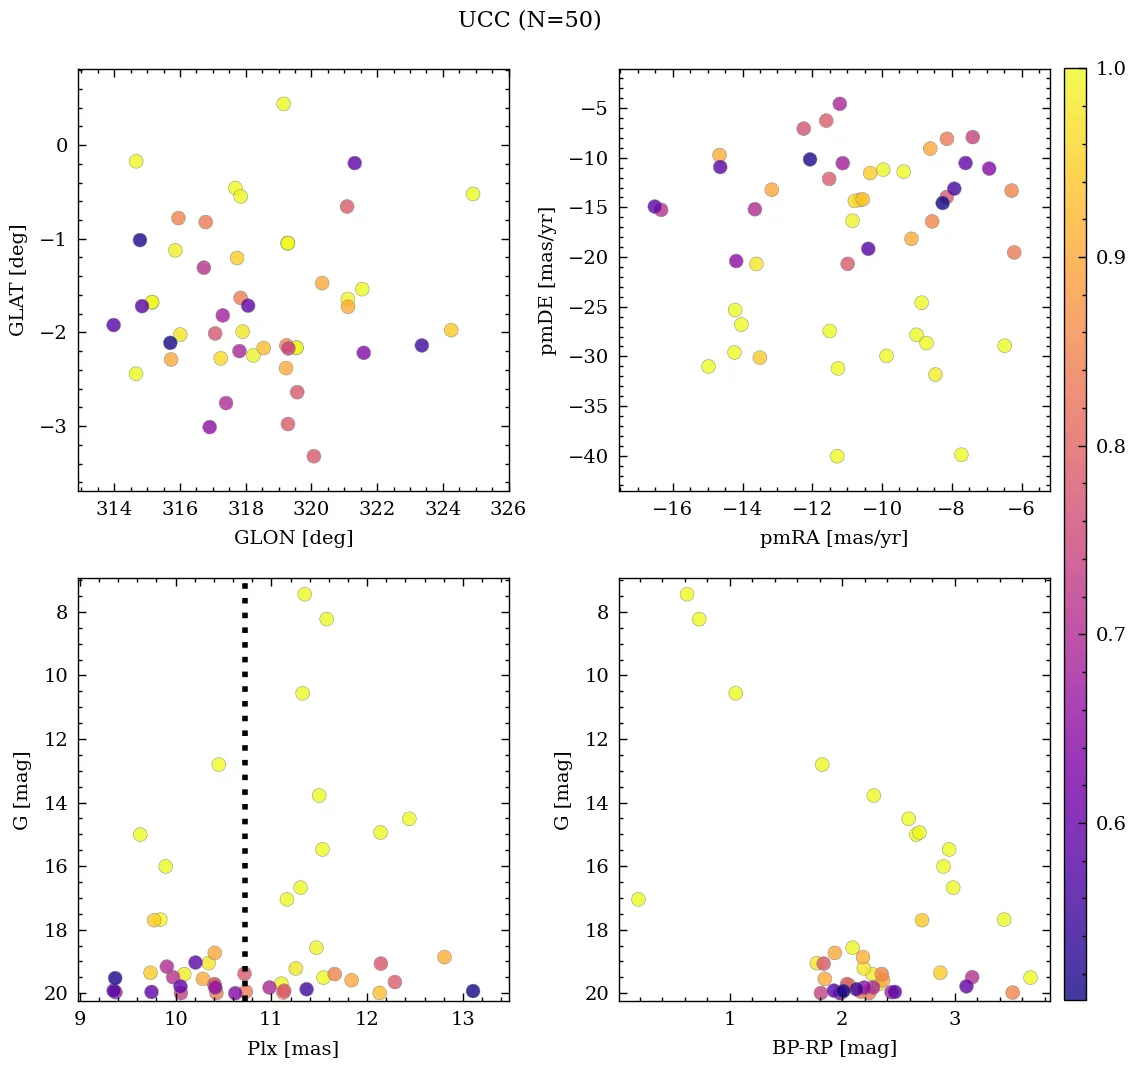 UCC (N=50)
GLAT [deg]
0
−1
−2
−3
314 316 318 320 322 324 326
GLON [deg]
pmDE [mas/yr]
−5
−10
−15
−20
−25
−30
−35
−40
−16 −14 −12 −10 −8 −6
pmRA [mas/yr]
1.0
0.9
0.8
0.7
0.6
G [mag]
8
10
12
14
16
18
20
9 10 11 12 13
Plx [mas]
G [mag]
8
10
12
14
16
18
20
1 2 3
BP-RP [mag]